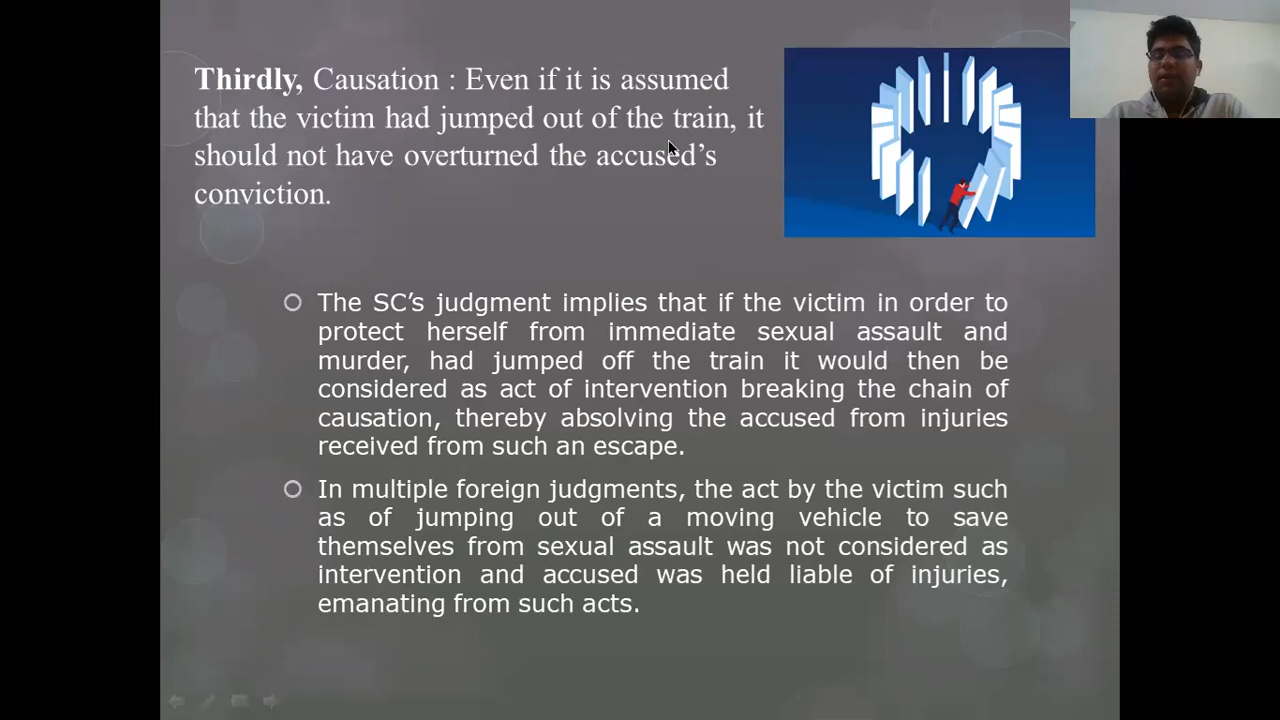 Thirdly, Causation : Even if it is assumed
that the victim had jumped out of the train, it
should not have overturned the accused’s
conviction.
The SC’s judgment implies that if the victim in order to
protect herself from immediate sexual assault and
murder, had jumped off the train it would then be
considered as act of intervention breaking the chain of
causation, thereby absolving the accused from injuries
received from such an escape.
In multiple foreign judgments, the act by the victim such
as of jumping out of a moving vehicle to save
themselves from sexual assault was not considered as
intervention and accused was held liable of injuries,
emanating from such acts.